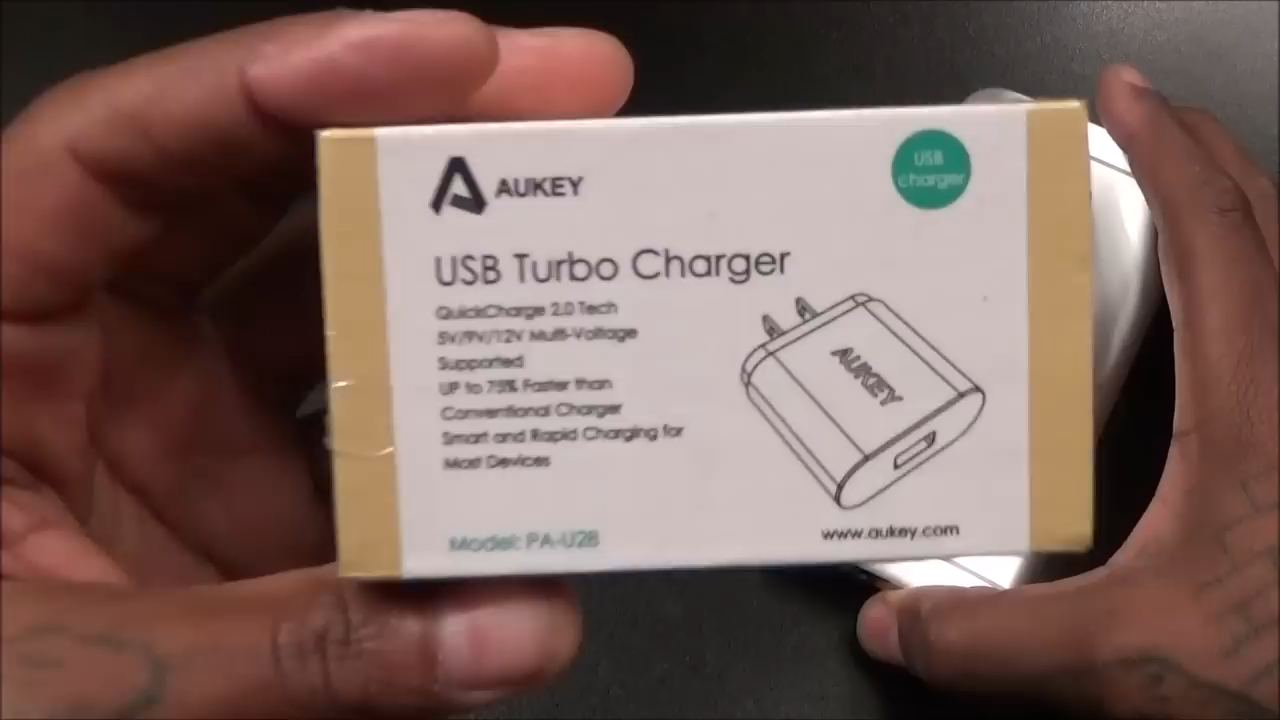 AUKEY
USB
charger
USB Turbo Charger
QuickCharge 2.0 Tech
5V/9V/12V Multi-Voltage
Supported
UP to 75% Faster than
Conventional Charger
Smart and Rapid Charging for
Most Devices
AUKEY
Model: PA-U28
www.aukey.com